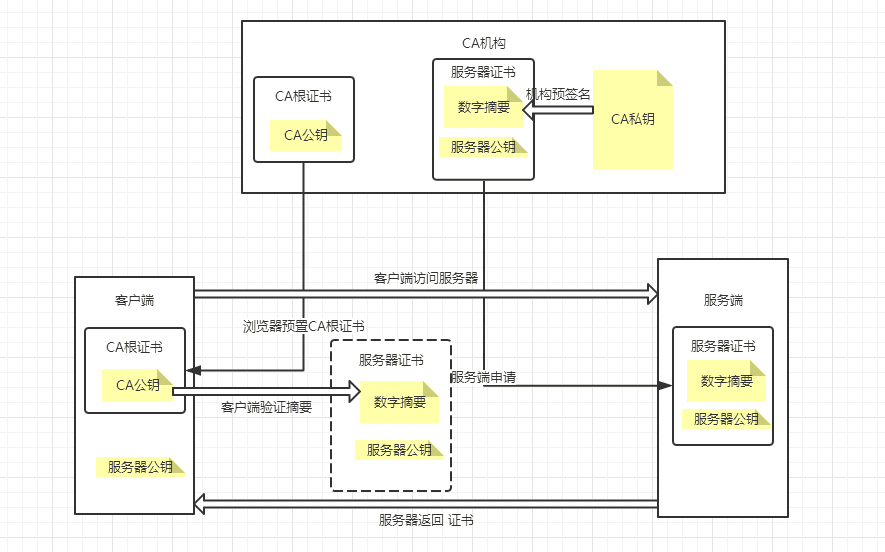 CA机构
CA根证书
CA公钥
服务器证书
数字摘要
服务器公钥
机构预签名
CA私钥
客户端访问服务器
客户端
CA根证书
CA公钥
服务器公钥
浏览器预置CA根证书
客户端验证摘要
服务器证书
数字摘要
服务器公钥
服务端申请
服务端
服务器证书
数字摘要
服务器公钥
服务器返回 证书